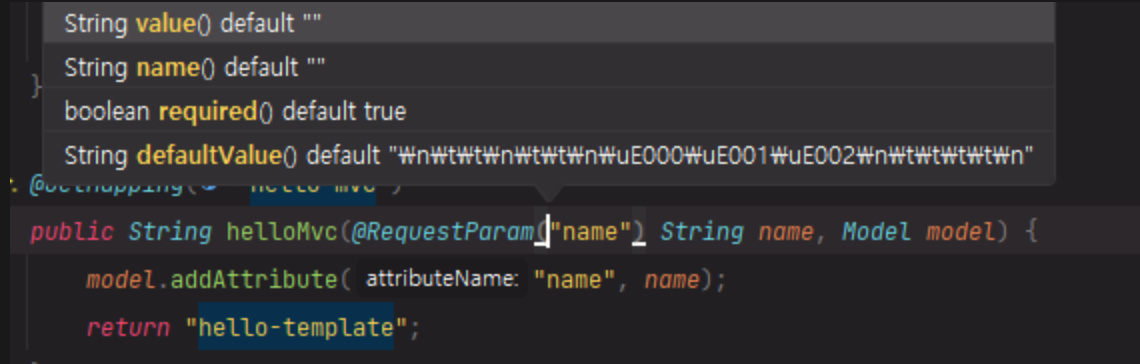 String value() default ""
String name() default ""
}
boolean required() default true
String defaultValue() default "₩n₩t₩t₩n₩t₩t₩n₩uE000₩uE001₩uE002₩n₩t₩t₩t₩t₩n"
@GetMapping( "hello-mvc")
public String helloMvc(@RequestParam("name") String name, Model model) {
model.addAttribute( attributeName: "name", name);
return "hello-template";